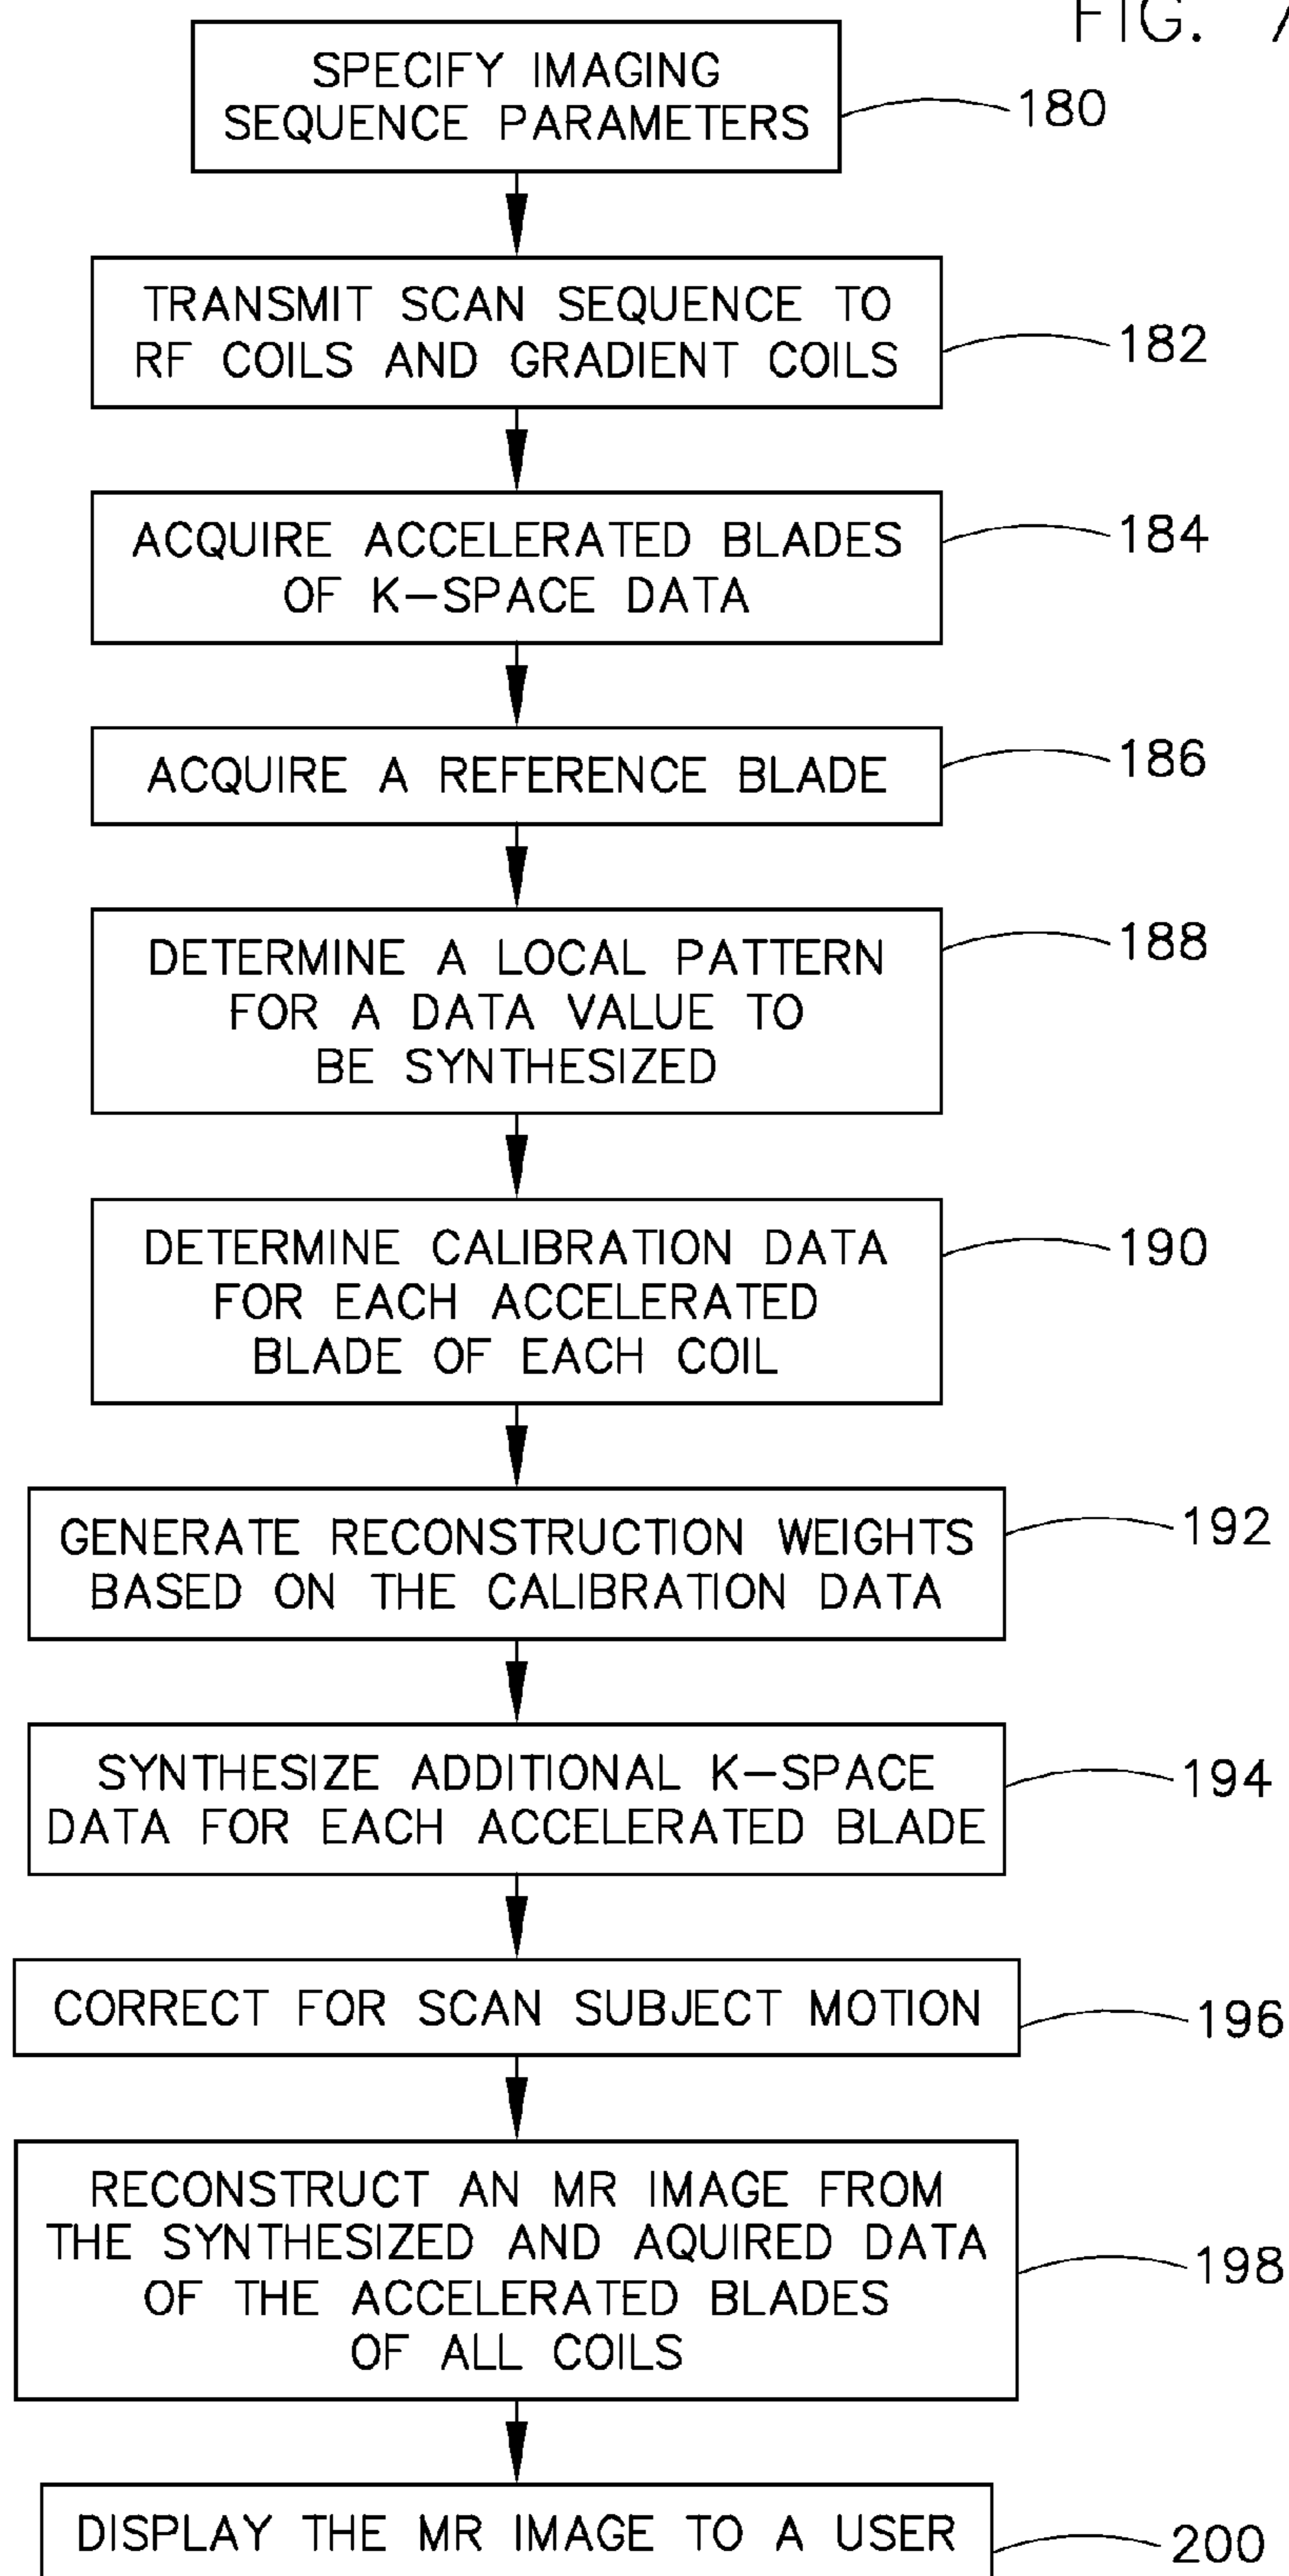 FIG.
SPECIFY IMAGING
SEQUENCE PARAMETERS
180
TRANSMIT SCAN SEQUENCE TO
RF COILS AND GRADIENT COILS
182
ACQUIRE ACCELERATED BLADES
OF K-SPACE DATA
184
ACQUIRE A REFERENCE BLADE
186
DETERMINE A LOCAL PATTERN
FOR A DATA VALUE TO
BE SYNTHESIZED
188
DETERMINE CALIBRATION DATA
FOR EACH ACCELERATED
BLADE OF EACH COIL
190
GENERATE RECONSTRUCTION WEIGHTS
BASED ON THE CALIBRATION DATA
192
SYNTHESIZE ADDITIONAL K-SPACE
DATA FOR EACH ACCELERATED BLADE
194
CORRECT FOR SCAN SUBJECT MOTION
196
RECONSTRUCT AN MR IMAGE FROM
THE SYNTHESIZED AND AQUIRED DATA
OF THE ACCELERATED BLADES
OF ALL COILS
198
DISPLAY THE MR IMAGE TO A USER
200